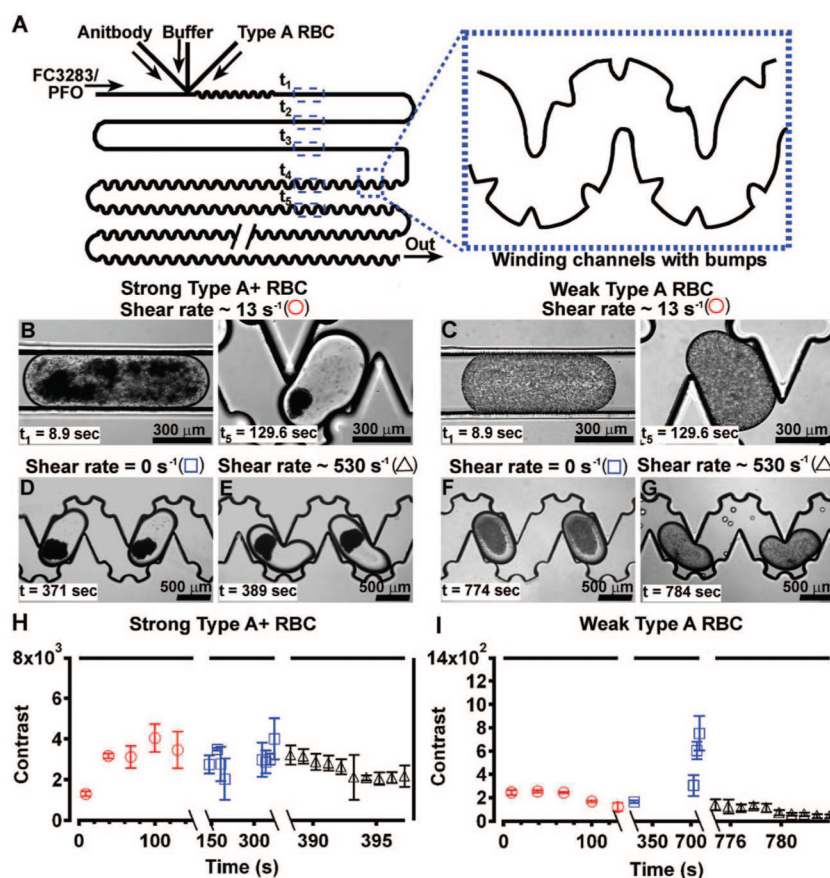 A
Anitbody
Buffer
Type A RBC
FC3283/
PFO
t1
t2
t3
t4
t5
Out
Winding channels with bumps
Strong Type A+ RBC
Shear rate ~ 13 s-1(○)
Weak Type A RBC
Shear rate ~ 13 s-1(○)
B
t1 = 8.9 sec
300 µm
t5 = 129.6 sec
300 µm
C
t1 = 8.9 sec
300 µm
t5 = 129.6 sec
300 µm
Shear rate = 0 s-1(□)
Shear rate ~ 530 s-1(△)
Shear rate = 0 s-1(□)
Shear rate ~ 530 s-1(△)
D
t = 371 sec
500 µm
E
t = 389 sec
500 µm
F
t = 774 sec
500 µm
G
t = 784 sec
500 µm
H
Strong Type A+ RBC
8x103
6
4
2
0
Contrast
0 100 150 300 390 395
Time (s)
I
Weak Type A RBC
14x102
12
10
8
6
4
2
0
Contrast
0 100 350 700 776 780
Time (s)